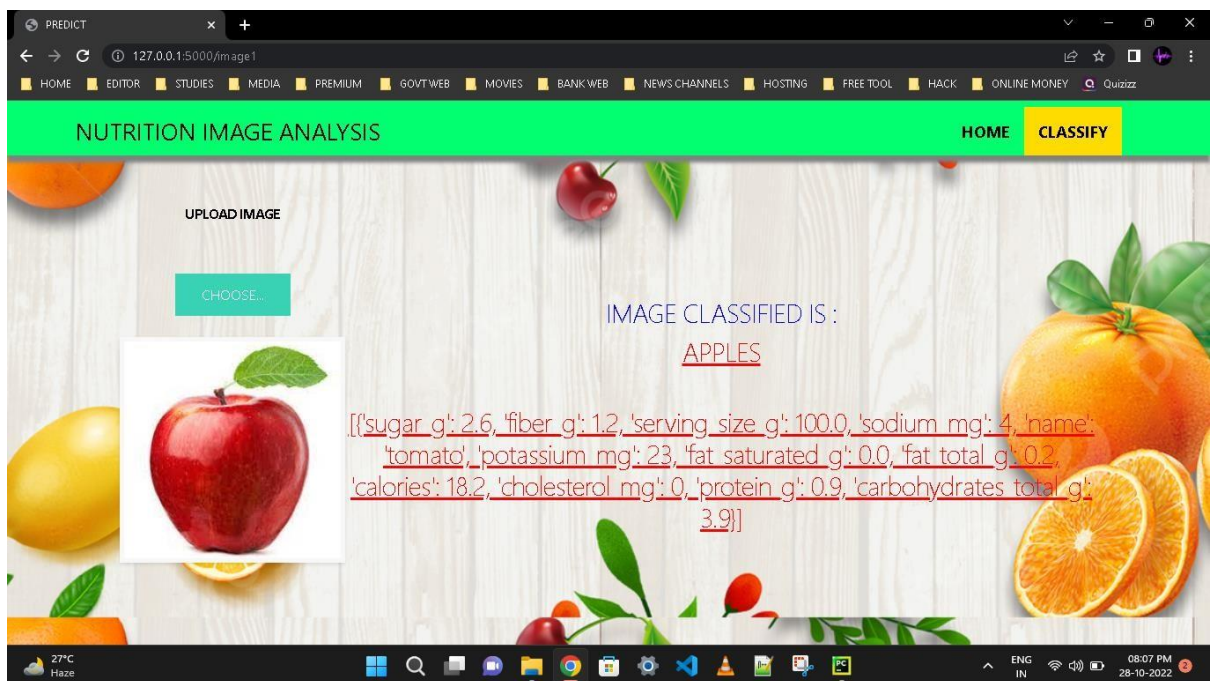 PREDICT
127.0.0.1:5000/image1
HOME EDITOR STUDIES MEDIA PREMIUM GOVT WEB MOVIES BANK WEB NEWS CHANNELS HOSTING FREE TOOL HACK ONLINE MONEY Quizizz
NUTRITION IMAGE ANALYSIS HOME CLASSIFY
UPLOAD IMAGE
CHOOSE...
IMAGE CLASSIFIED IS :
APPLES
[{'sugar_g': 2.6, 'fiber_g': 1.2, 'serving_size_g': 100.0, 'sodium_mg': 4, 'name':
'tomato', 'potassium_mg': 23, 'fat_saturated_g': 0.0, 'fat_total_g': 0.2,
'calories': 18.2, 'cholesterol_mg': 0, 'protein_g': 0.9, 'carbohydrates_total_g':
3.9}]
27°C
Haze
ENG
IN
08:07 PM
28-10-2022
2